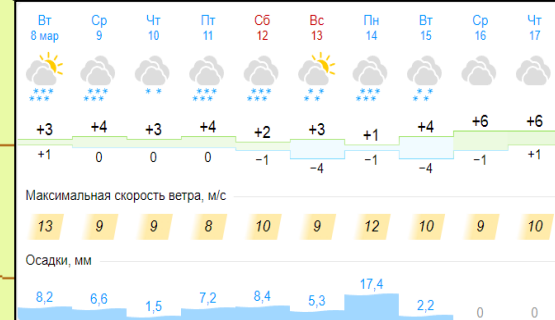 Вт Ср Чт Пт Сб Вс Пн Вт Ср Чт
8 мар 9 10 11 12 13 14 15 16 17
+3 +4 +3 +4 +2 +3 +1 +4 +6 +6
+1 0 0 0 −1 −4 −1 −4 −1 +1
Максимальная скорость ветра, м/с
13 9 9 8 10 9 12 10 9 10
Осадки, мм
8,2 6,6 1,5 7,2 8,4 5,3 17,4 2,2 0 0